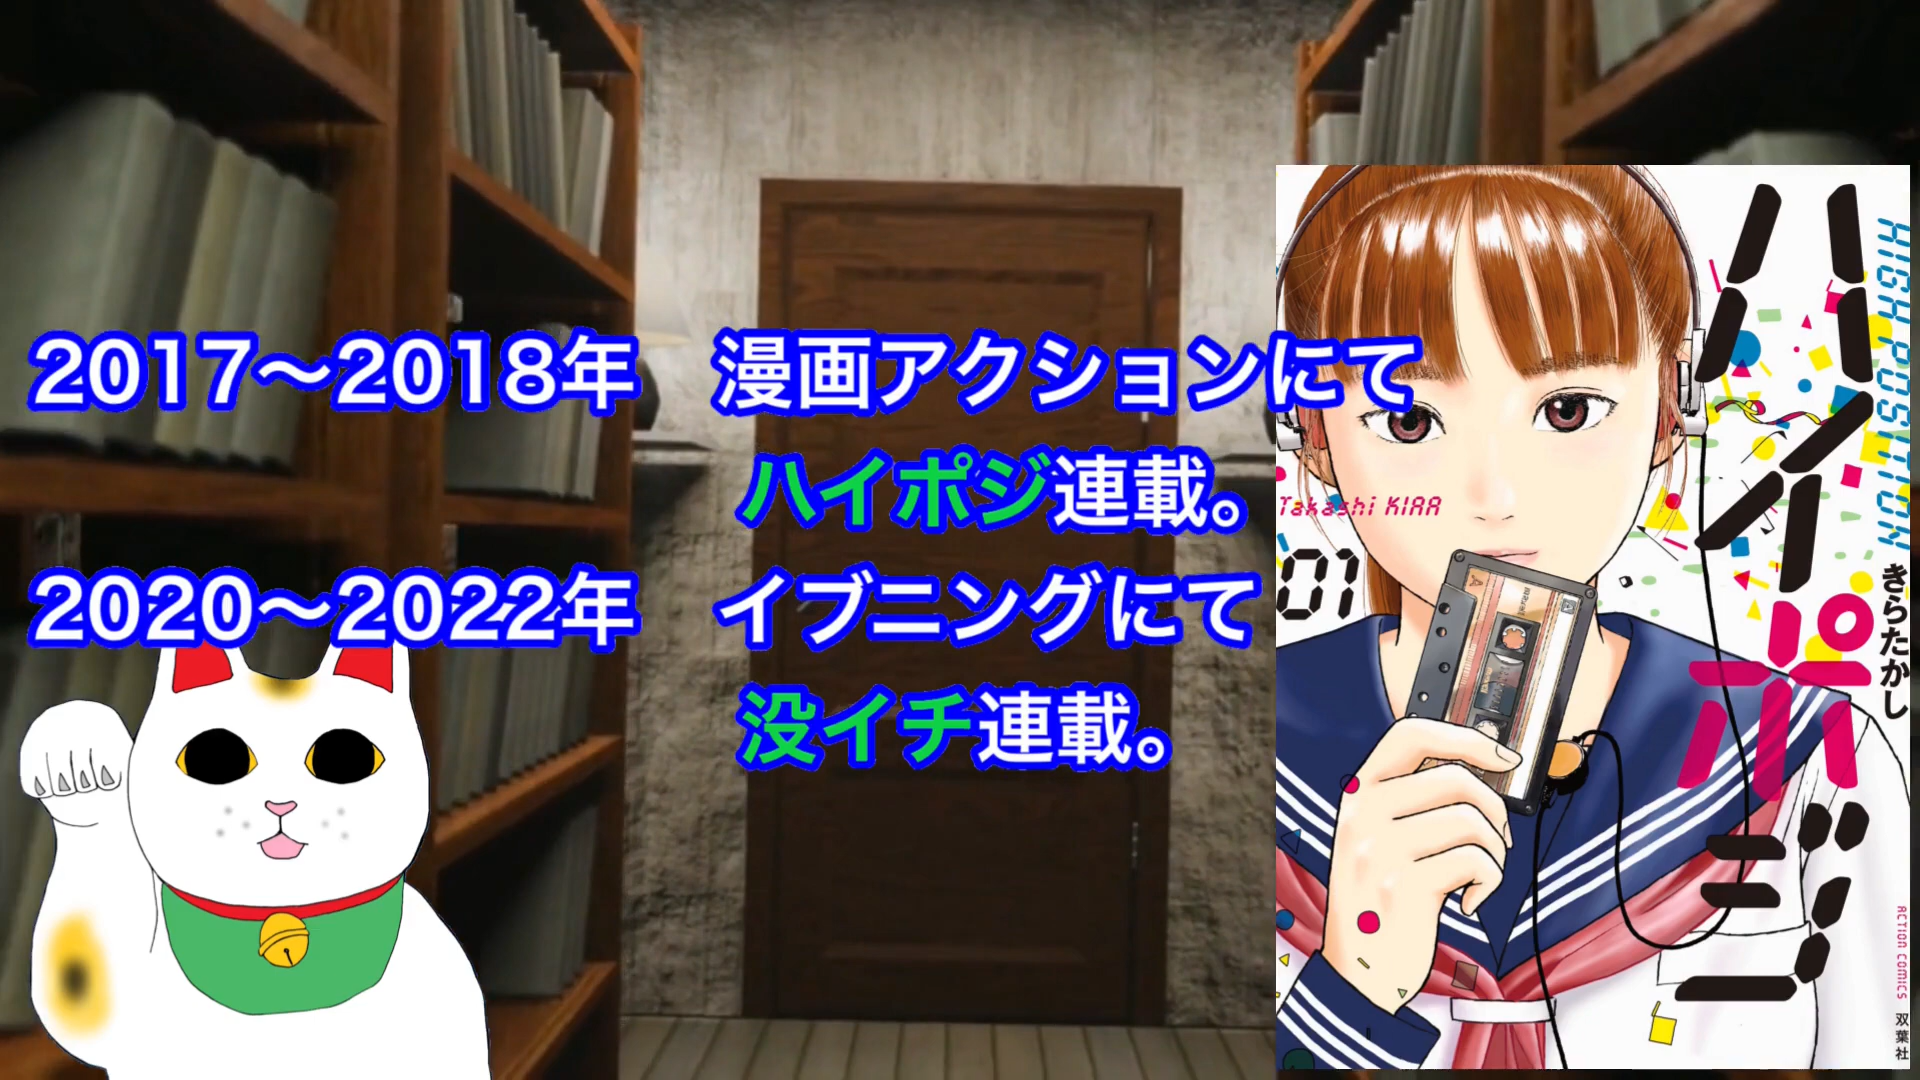 2017〜2018年　漫画アクションにて
ハイポジ連載。
2020〜2022年　イブニングにて
没イチ連載。
ハイポジ
HIGH POSITION
きらたかし
Takashi KIRA
01
ACTION COMICS
双葉社